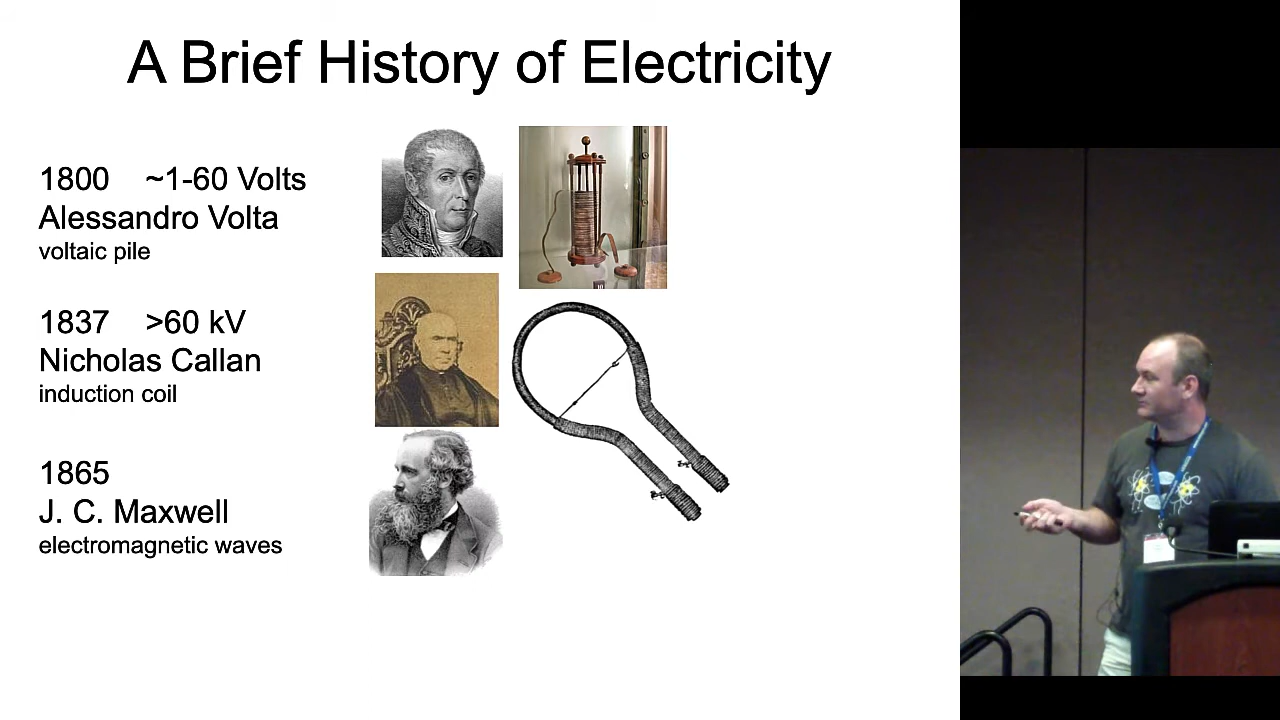 A Brief History of Electricity
1800 ~1-60 Volts
Alessandro Volta
voltaic pile
1837 >60 kV
Nicholas Callan
induction coil
1865
J. C. Maxwell
electromagnetic waves